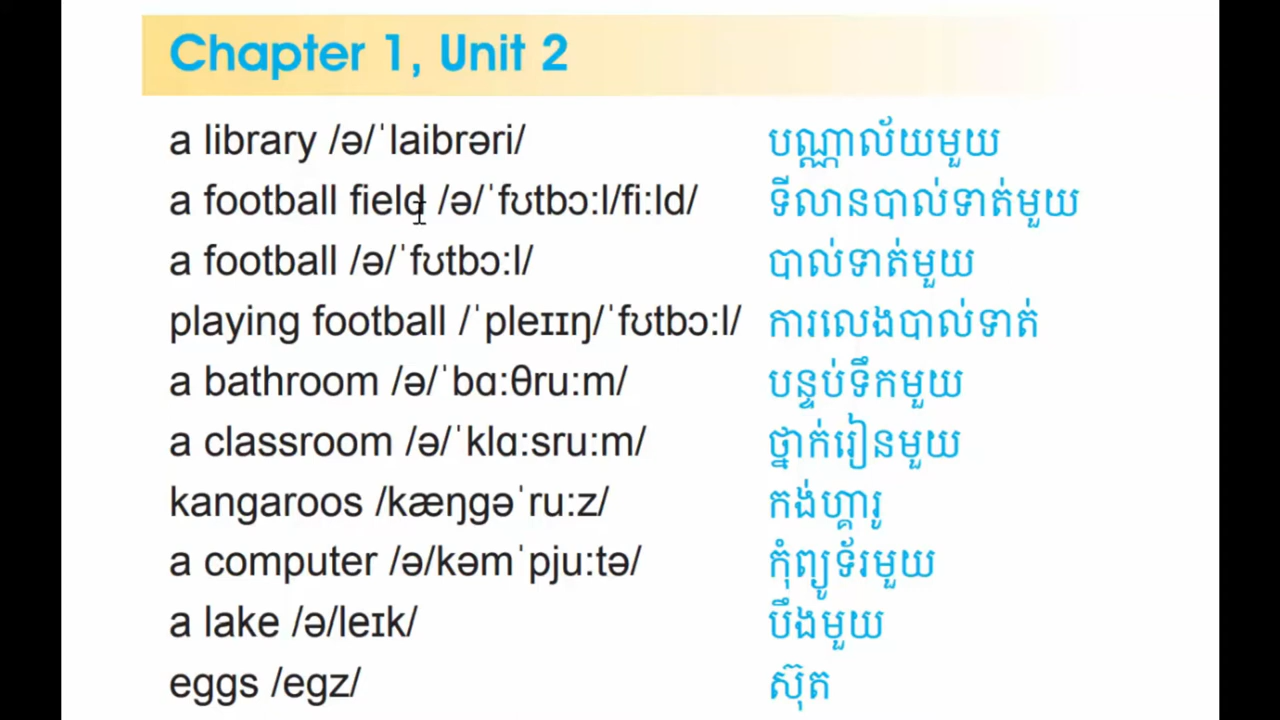 Chapter 1, Unit 2
a library /ə/ˈlaibrəri/ បណ្ណាល័យមួយ
a football field /ə/ˈfʊtbɔ:l/fi:ld/ ទីលានបាល់ទាត់មួយ
a football /ə/ˈfʊtbɔ:l/ បាល់ទាត់មួយ
playing football /ˈpleɪɪŋ/ˈfʊtbɔ:l/ ការលេងបាល់ទាត់
a bathroom /ə/ˈbɑ:θru:m/ បន្ទប់ទឹកមួយ
a classroom /ə/ˈklɑ:sru:m/ ថ្នាក់រៀនមួយ
kangaroos /kæŋgəˈru:z/ កង់ហ្គារូ
a computer /ə/kəmˈpju:tə/ កុំព្យូទ័រមួយ
a lake /ə/leɪk/ បឹងមួយ
eggs /egz/ ស៊ុត